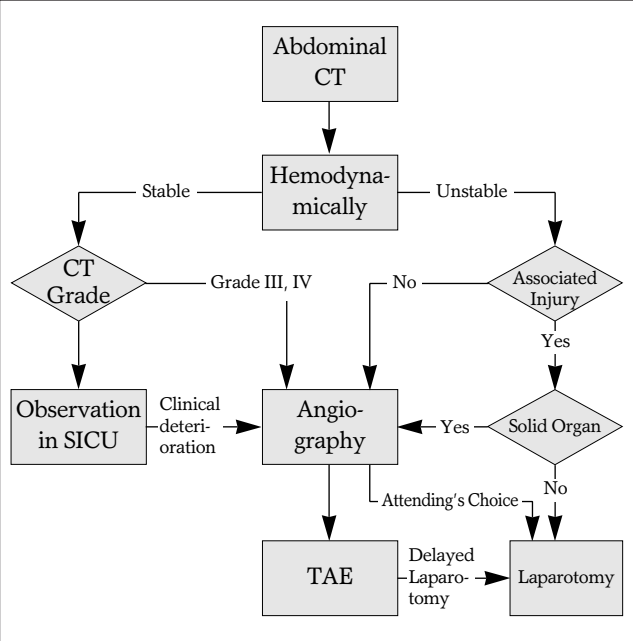 Abdominal
CT
Hemodyna-
mically
Stable
Unstable
CT
Grade
Grade III, IV
No
Associated
Injury
Yes
Observation
in SICU
Clinical
deteri-
oration
Angio-
graphy
Yes
Solid Organ
No
Attending's Choice
TAE
Delayed
Laparo-
tomy
Laparotomy